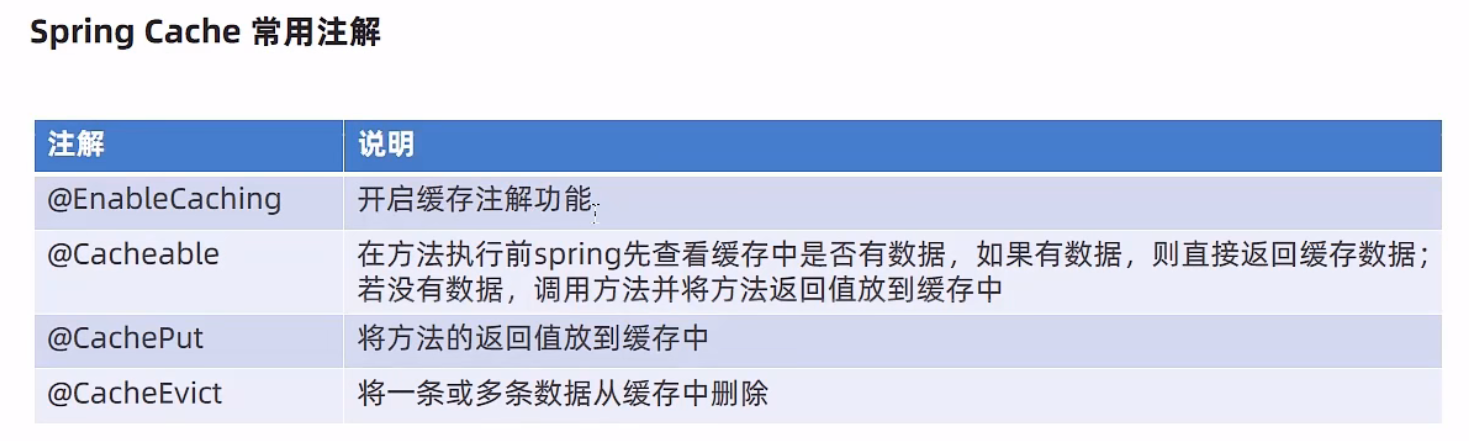 Spring Cache 常用注解
注解 说明
@EnableCaching 开启缓存注解功能
@Cacheable 在方法执行前spring先查看缓存中是否有数据，如果有数据，则直接返回缓存数据；
若没有数据，调用方法并将方法返回值放到缓存中
@CachePut 将方法的返回值放到缓存中
@CacheEvict 将一条或多条数据从缓存中删除